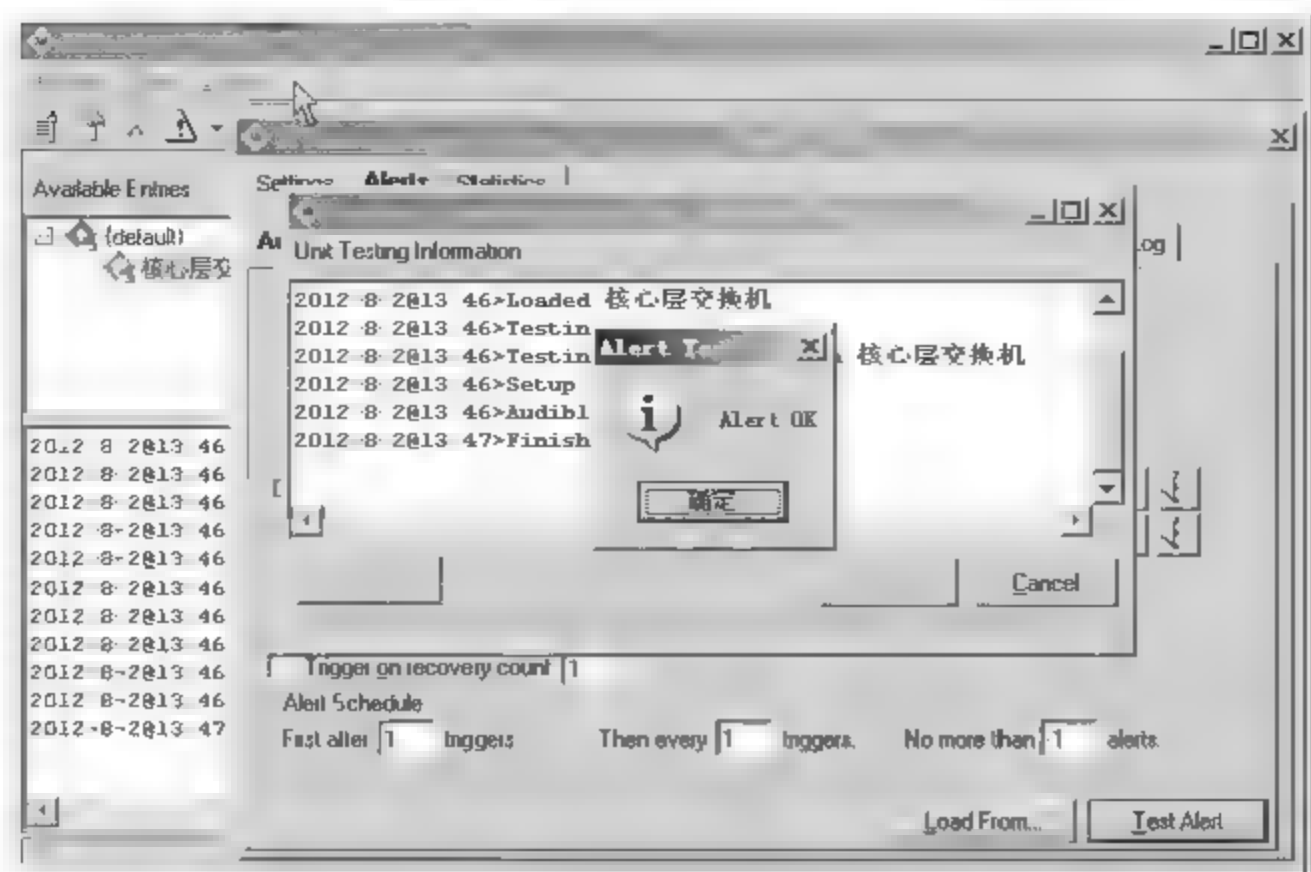 Available Entries
(default)
核心层交
Settings Alerts Statistics
Log
Unit Testing Information
2012-8-2@13 46>Loaded 核心层交换机
2012-8-2@13 46>Testin
2012-8-2@13 46>Testin 核心层交换机
2012-8-2@13 46>Setup
2012-8-2@13 46>Audibl
2012-8-2@13 47>Finish
Alert
Alert OK
确定
Cancel
2012-8-2@13 46
2012-8-2@13 46
2012-8-2@13 46
2012-8-2@13 46
2012-8-2@13 46
2012-8-2@13 46
2012-8-2@13 46
2012-8-2@13 46
2012-8-2@13 46
2012-8-2@13 46
2012-8-2@13 47
Trigger on recovery count 1
Alert Schedule
First after 1 triggers Then every 1 triggers. No more than -1 alerts.
Load From... Test Alert